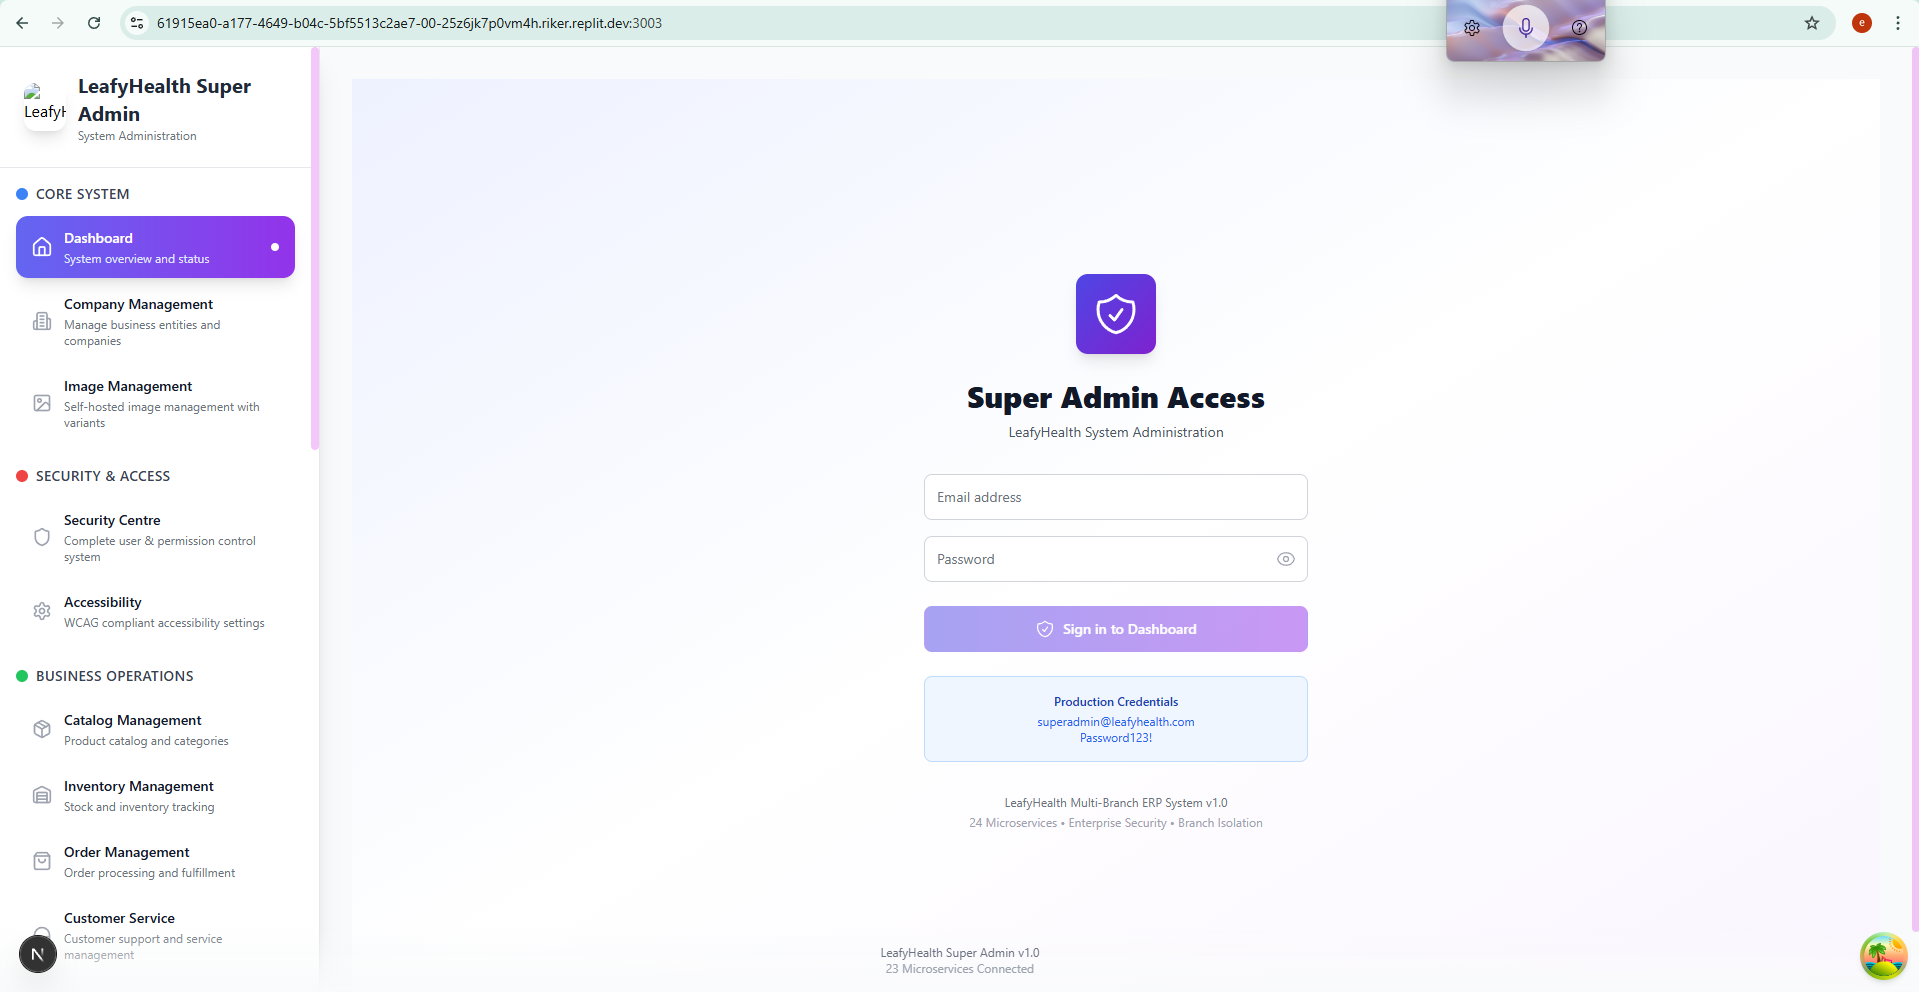 61915ea0-a177-4649-b04c-5bf5513c2ae7-00-25z6jk7p0vm4h.riker.replit.dev:3003
e
LeafyH
LeafyHealth Super
Admin
System Administration
CORE SYSTEM
Dashboard
System overview and status
Company Management
Manage business entities and
companies
Image Management
Self-hosted image management with
variants
SECURITY & ACCESS
Security Centre
Complete user & permission control
system
Accessibility
WCAG compliant accessibility settings
BUSINESS OPERATIONS
Catalog Management
Product catalog and categories
Inventory Management
Stock and inventory tracking
Order Management
Order processing and fulfillment
Customer Service
Customer support and service
management
N
Super Admin Access
LeafyHealth System Administration
Email address
Password
Sign in to Dashboard
Production Credentials
superadmin@leafyhealth.com
Password123!
LeafyHealth Multi-Branch ERP System v1.0
24 Microservices • Enterprise Security • Branch Isolation
LeafyHealth Super Admin v1.0
23 Microservices Connected